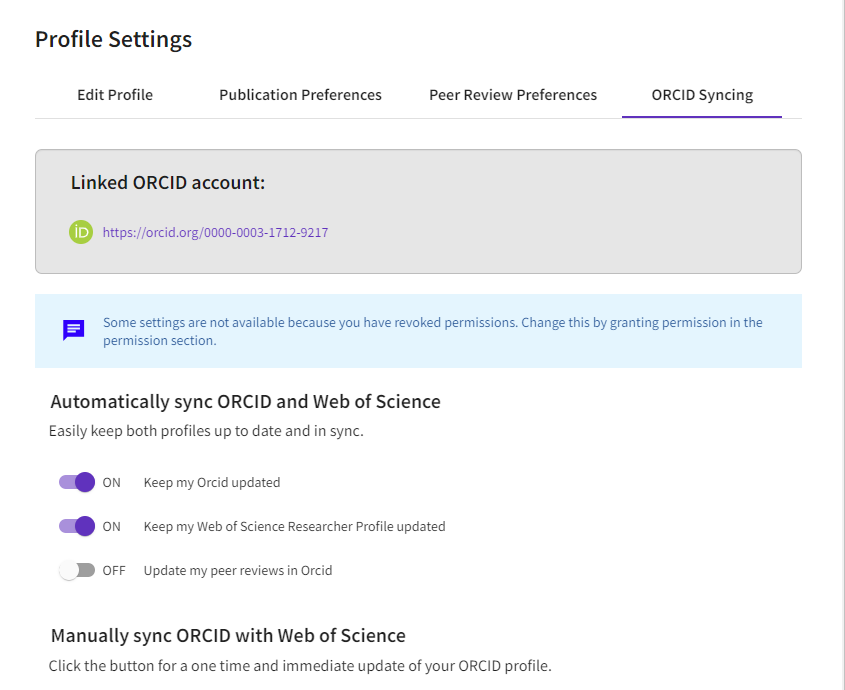 Profile Settings
Edit Profile Publication Preferences Peer Review Preferences ORCID Syncing
Linked ORCID account:
iD https://orcid.org/0000-0003-1712-9217
Some settings are not available because you have revoked permissions. Change this by granting permission in the
permission section.
Automatically sync ORCID and Web of Science
Easily keep both profiles up to date and in sync.
ON Keep my Orcid updated
ON Keep my Web of Science Researcher Profile updated
OFF Update my peer reviews in Orcid
Manually sync ORCID with Web of Science
Click the button for a one time and immediate update of your ORCID profile.